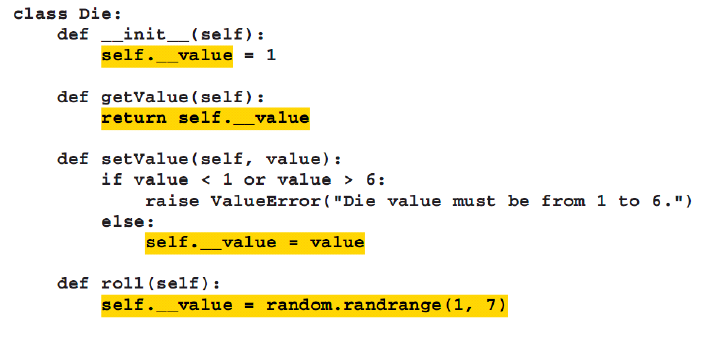 class Die:
    def __init__(self):
        self.__value = 1

    def getValue(self):
        return self.__value

    def setValue(self, value):
        if value < 1 or value > 6:
            raise ValueError("Die value must be from 1 to 6.")
        else:
            self.__value = value

    def roll(self):
        self.__value = random.randrange(1, 7)